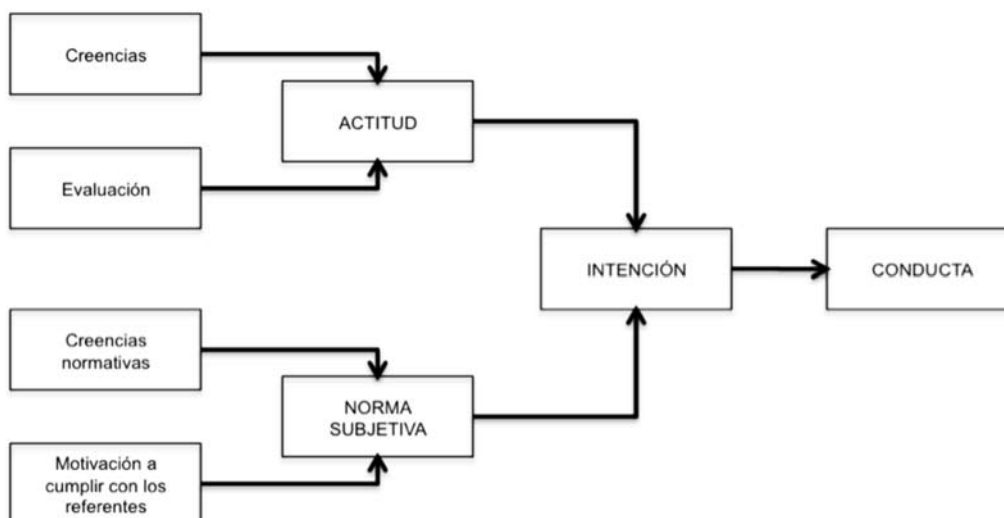 Creencias
ACTITUD
Evaluación
INTENCIÓN
CONDUCTA
Creencias
normativas
NORMA
SUBJETIVA
Motivación a
cumplir con los
referentes